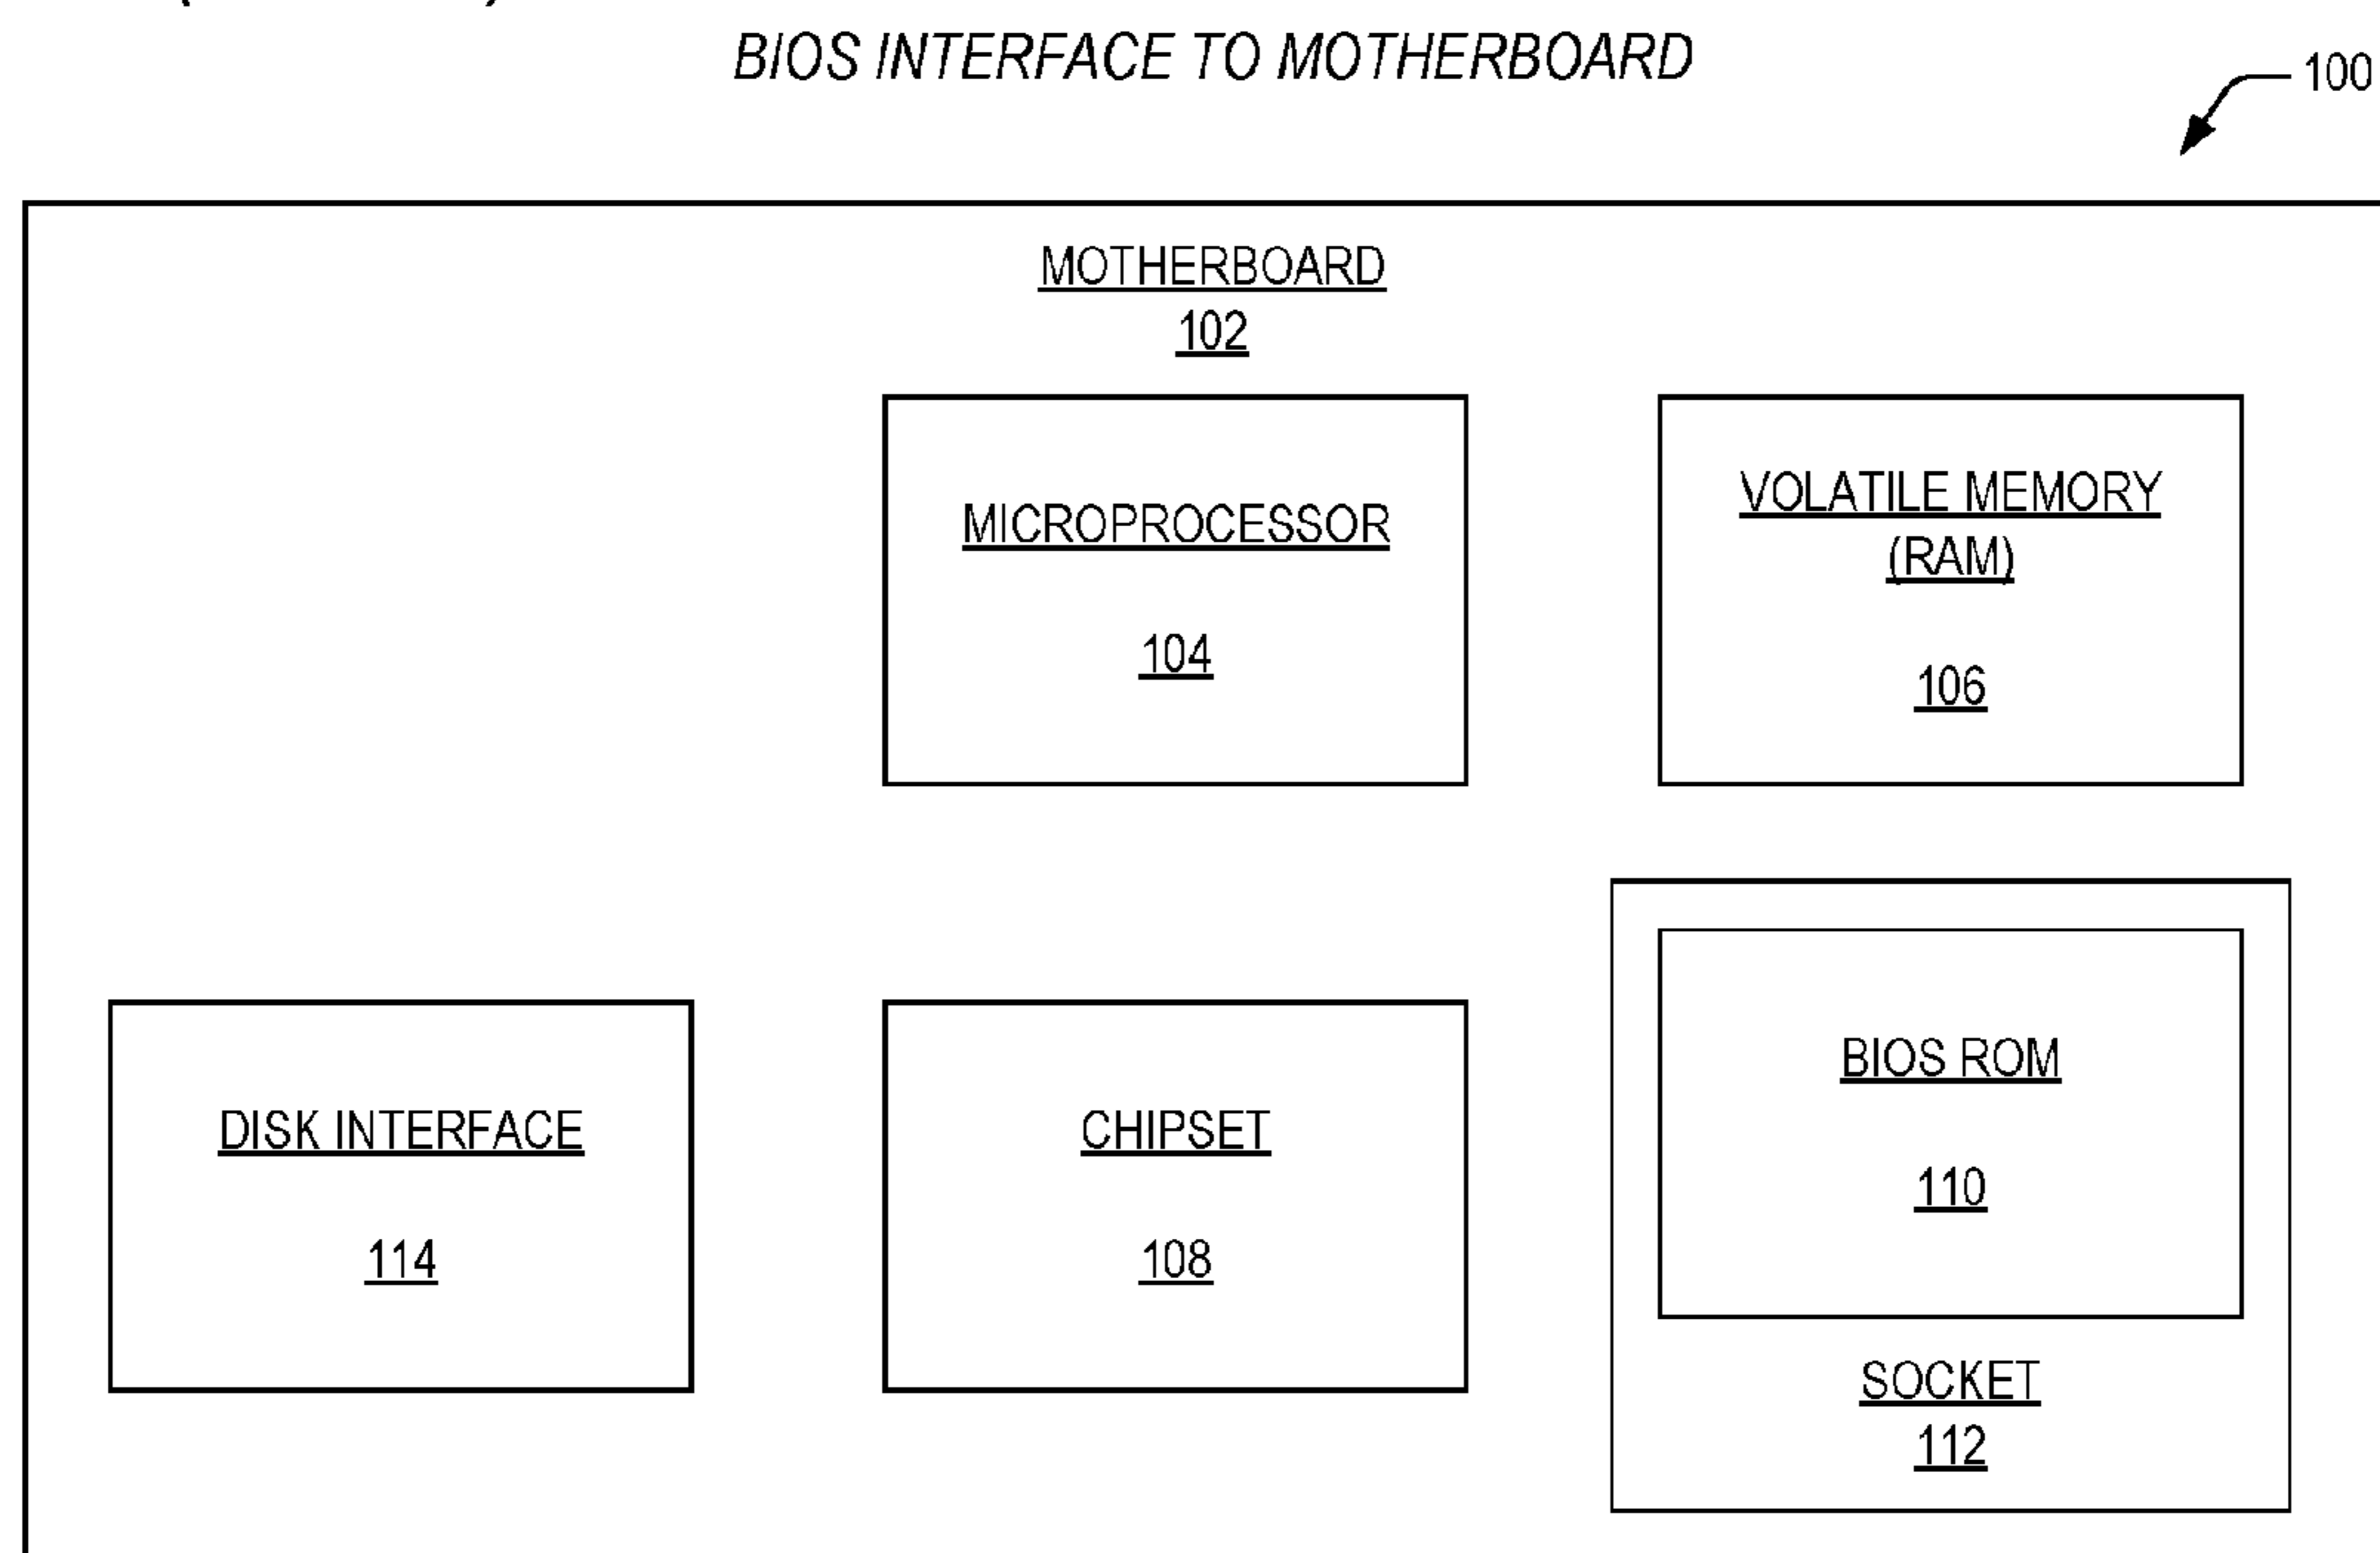 BIOS INTERFACE TO MOTHERBOARD
100
MOTHERBOARD
102
MICROPROCESSOR
104
VOLATILE MEMORY
(RAM)
106
DISK INTERFACE
114
CHIPSET
108
BIOS ROM
110
SOCKET
112